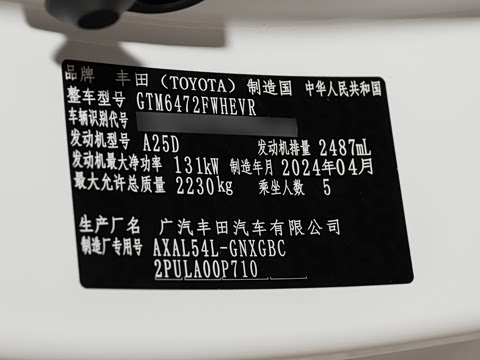 品牌 丰田（TOYOTA）制造国 中华人民共和国
整车型号 GTM6472FWHEVR
车辆识别代号
发动机型号 A25D 发动机排量 2487mL
发动机最大净功率 131kW 制造年月 2024年04月
最大允许总质量 2230kg 乘坐人数 5
生产厂名 广汽丰田汽车有限公司
制造厂专用号 AXAL54L-GNXGBC
2PULA00P710